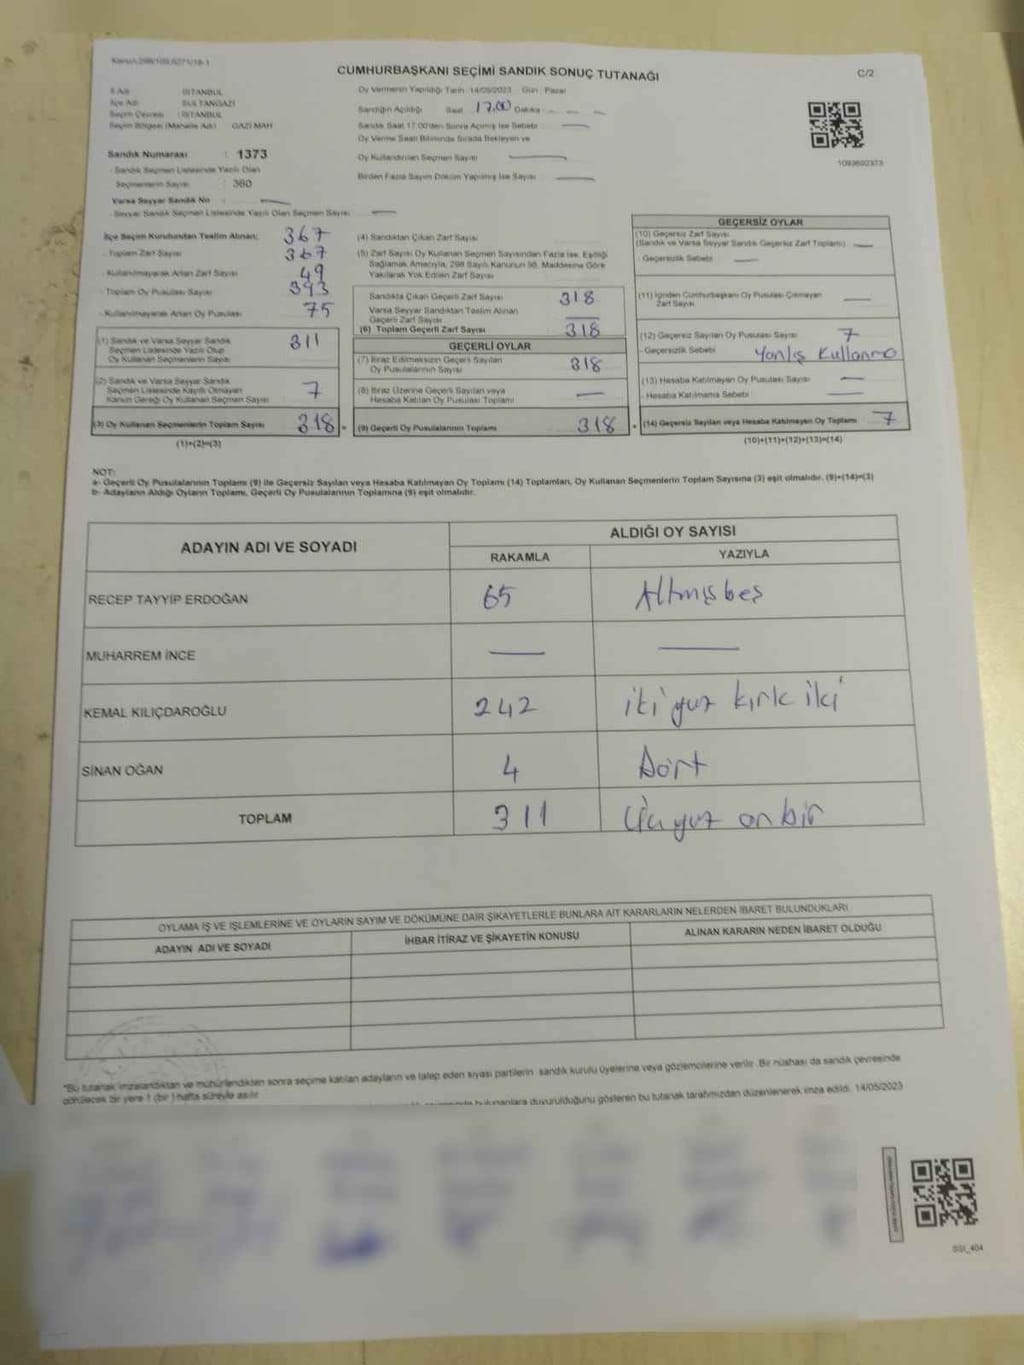 Kanun:298/105,6271/18-1
CUMHURBAŞKANI SEÇİMİ SANDIK SONUÇ TUTANAĞI
C/2
İl Adı : İSTANBUL
İlçe Adı : SULTANGAZİ
Seçim Çevresi : İSTANBUL
Seçim Bölgesi (Mahalle Adı) : GAZİ MAH
Sandık Numarası : 1373
- Sandık Seçmen Listesinde Yazılı Olan
Seçmenlerin Sayısı : 360
Varsa Seyyar Sandık No : —
- Seyyar Sandık Seçmen Listesinde Yazılı Olan Seçmen Sayısı —
Oy Vermenin Yapıldığı Tarih : 14/05/2023 Gün : Pazar
Sandığın Açıldığı Saat 17.00 Dakika : — —
Sandık Saat 17:00'den Sonra Açılmış İse Sebebi : —
Oy Verme Saati Bitiminde Sırada Bekleyen ve
Oy Kullandırılan Seçmen Sayısı —
Birden Fazla Sayım Döküm Yapılmış İse Sayısı —
1093692373
İlçe Seçim Kurulundan Teslim Alınan; 367
- Toplam Zarf Sayısı 367
- Kullanılmayarak Artan Zarf Sayısı 49
- Toplam Oy Pusulası Sayısı 393
- Kullanılmayarak Artan Oy Pusulası 75
(1) Sandık ve Varsa Seyyar Sandık
Seçmen Listesinde Yazılı Olup
Oy Kullanan Seçmenlerin Sayısı 311
(2) Sandık ve Varsa Seyyar Sandık
Seçmen Listesinde Kayıtlı Olmayan
Kanun Gereği Oy Kullanan Seçmen Sayısı 7
(3) Oy Kullanan Seçmenlerin Toplam Sayısı 318 =
(1)+(2)=(3)
(4) Sandıktan Çıkan Zarf Sayısı
(5) Zarf Sayısı Oy Kullanan Seçmen Sayısından Fazla İse, Eşitliği
Sağlamak Amacıyla, 298 Sayılı Kanunun 98. Maddesine Göre
Yakılarak Yok Edilen Zarf Sayısı
Sandıkta Çıkan Geçerli Zarf Sayısı 318
Varsa Seyyar Sandıktan Teslim Alınan
Geçerli Zarf Sayısı —
(6) Toplam Geçerli Zarf Sayısı 318
GEÇERLİ OYLAR
(7) İtiraz Edilmeksizin Geçerli Sayılan
Oy Pusulalarının Sayısı 318
(8) İtiraz Üzerine Geçerli Sayılan veya
Hesaba Katılan Oy Pusulası Toplamı —
(9) Geçerli Oy Pusulalarının Toplamı 318 +
GEÇERSİZ OYLAR
(10) Geçersiz Zarf Sayısı
(Sandık ve Varsa Seyyar Sandık Geçersiz Zarf Toplamı) —
- Geçersizlik Sebebi : —
(11) İçinden Cumhurbaşkanı Oy Pusulası Çıkmayan
Zarf Sayısı —
(12) Geçersiz Sayılan Oy Pusulası Sayısı 7
- Geçersizlik Sebebi : Yanlış Kullanma
(13) Hesaba Katılmayan Oy Pusulası Sayısı —
- Hesaba Katılmama Sebebi : —
(14) Geçersiz Sayılan veya Hesaba Katılmayan Oy Toplamı 7
(10)+(11)+(12)+(13)=(14)
NOT:
a- Geçerli Oy Pusulalarının Toplamı (9) ile Geçersiz Sayılan veya Hesaba Katılmayan Oy Toplamı (14) Toplamları, Oy Kullanan Seçmenlerin Toplam Sayısına (3) eşit olmalıdır. (9)+(14)=(3)
b- Adayların Aldığı Oyların Toplamı, Geçerli Oy Pusulalarının Toplamına (9) eşit olmalıdır.
ADAYIN ADI VE SOYADI
ALDIĞI OY SAYISI
RAKAMLA YAZIYLA
RECEP TAYYİP ERDOĞAN 65 Altmışbeş
MUHARREM İNCE — —
KEMAL KILIÇDAROĞLU 242 iki yüz kırk iki
SİNAN OĞAN 4 Dört
TOPLAM 311 Üçyüz onbir
OYLAMA İŞ VE İŞLEMLERİNE VE OYLARIN SAYIM VE DÖKÜMÜNE DAİR ŞİKAYETLERLE BUNLARA AİT KARARLARIN NELERDEN İBARET BULUNDUKLARI
ADAYIN ADI VE SOYADI İHBAR İTİRAZ VE ŞİKAYETİN KONUSU ALINAN KARARIN NEDEN İBARET OLDUĞU
"Bu tutanak imzalandıktan ve mühürlendikten sonra seçime katılan adayların ve talep eden siyasi partilerin sandık kurulu üyelerine veya gözlemcilerine verilir. Bir nüshası da sandık çevresinde
görülecek bir yere 1 (bir) hafta süreyle asılır.
bulunanlara duyurulduğunu gösteren bu tutanak tarafımızdan düzenlenerek imza edildi. 14/05/2023
SSI_404